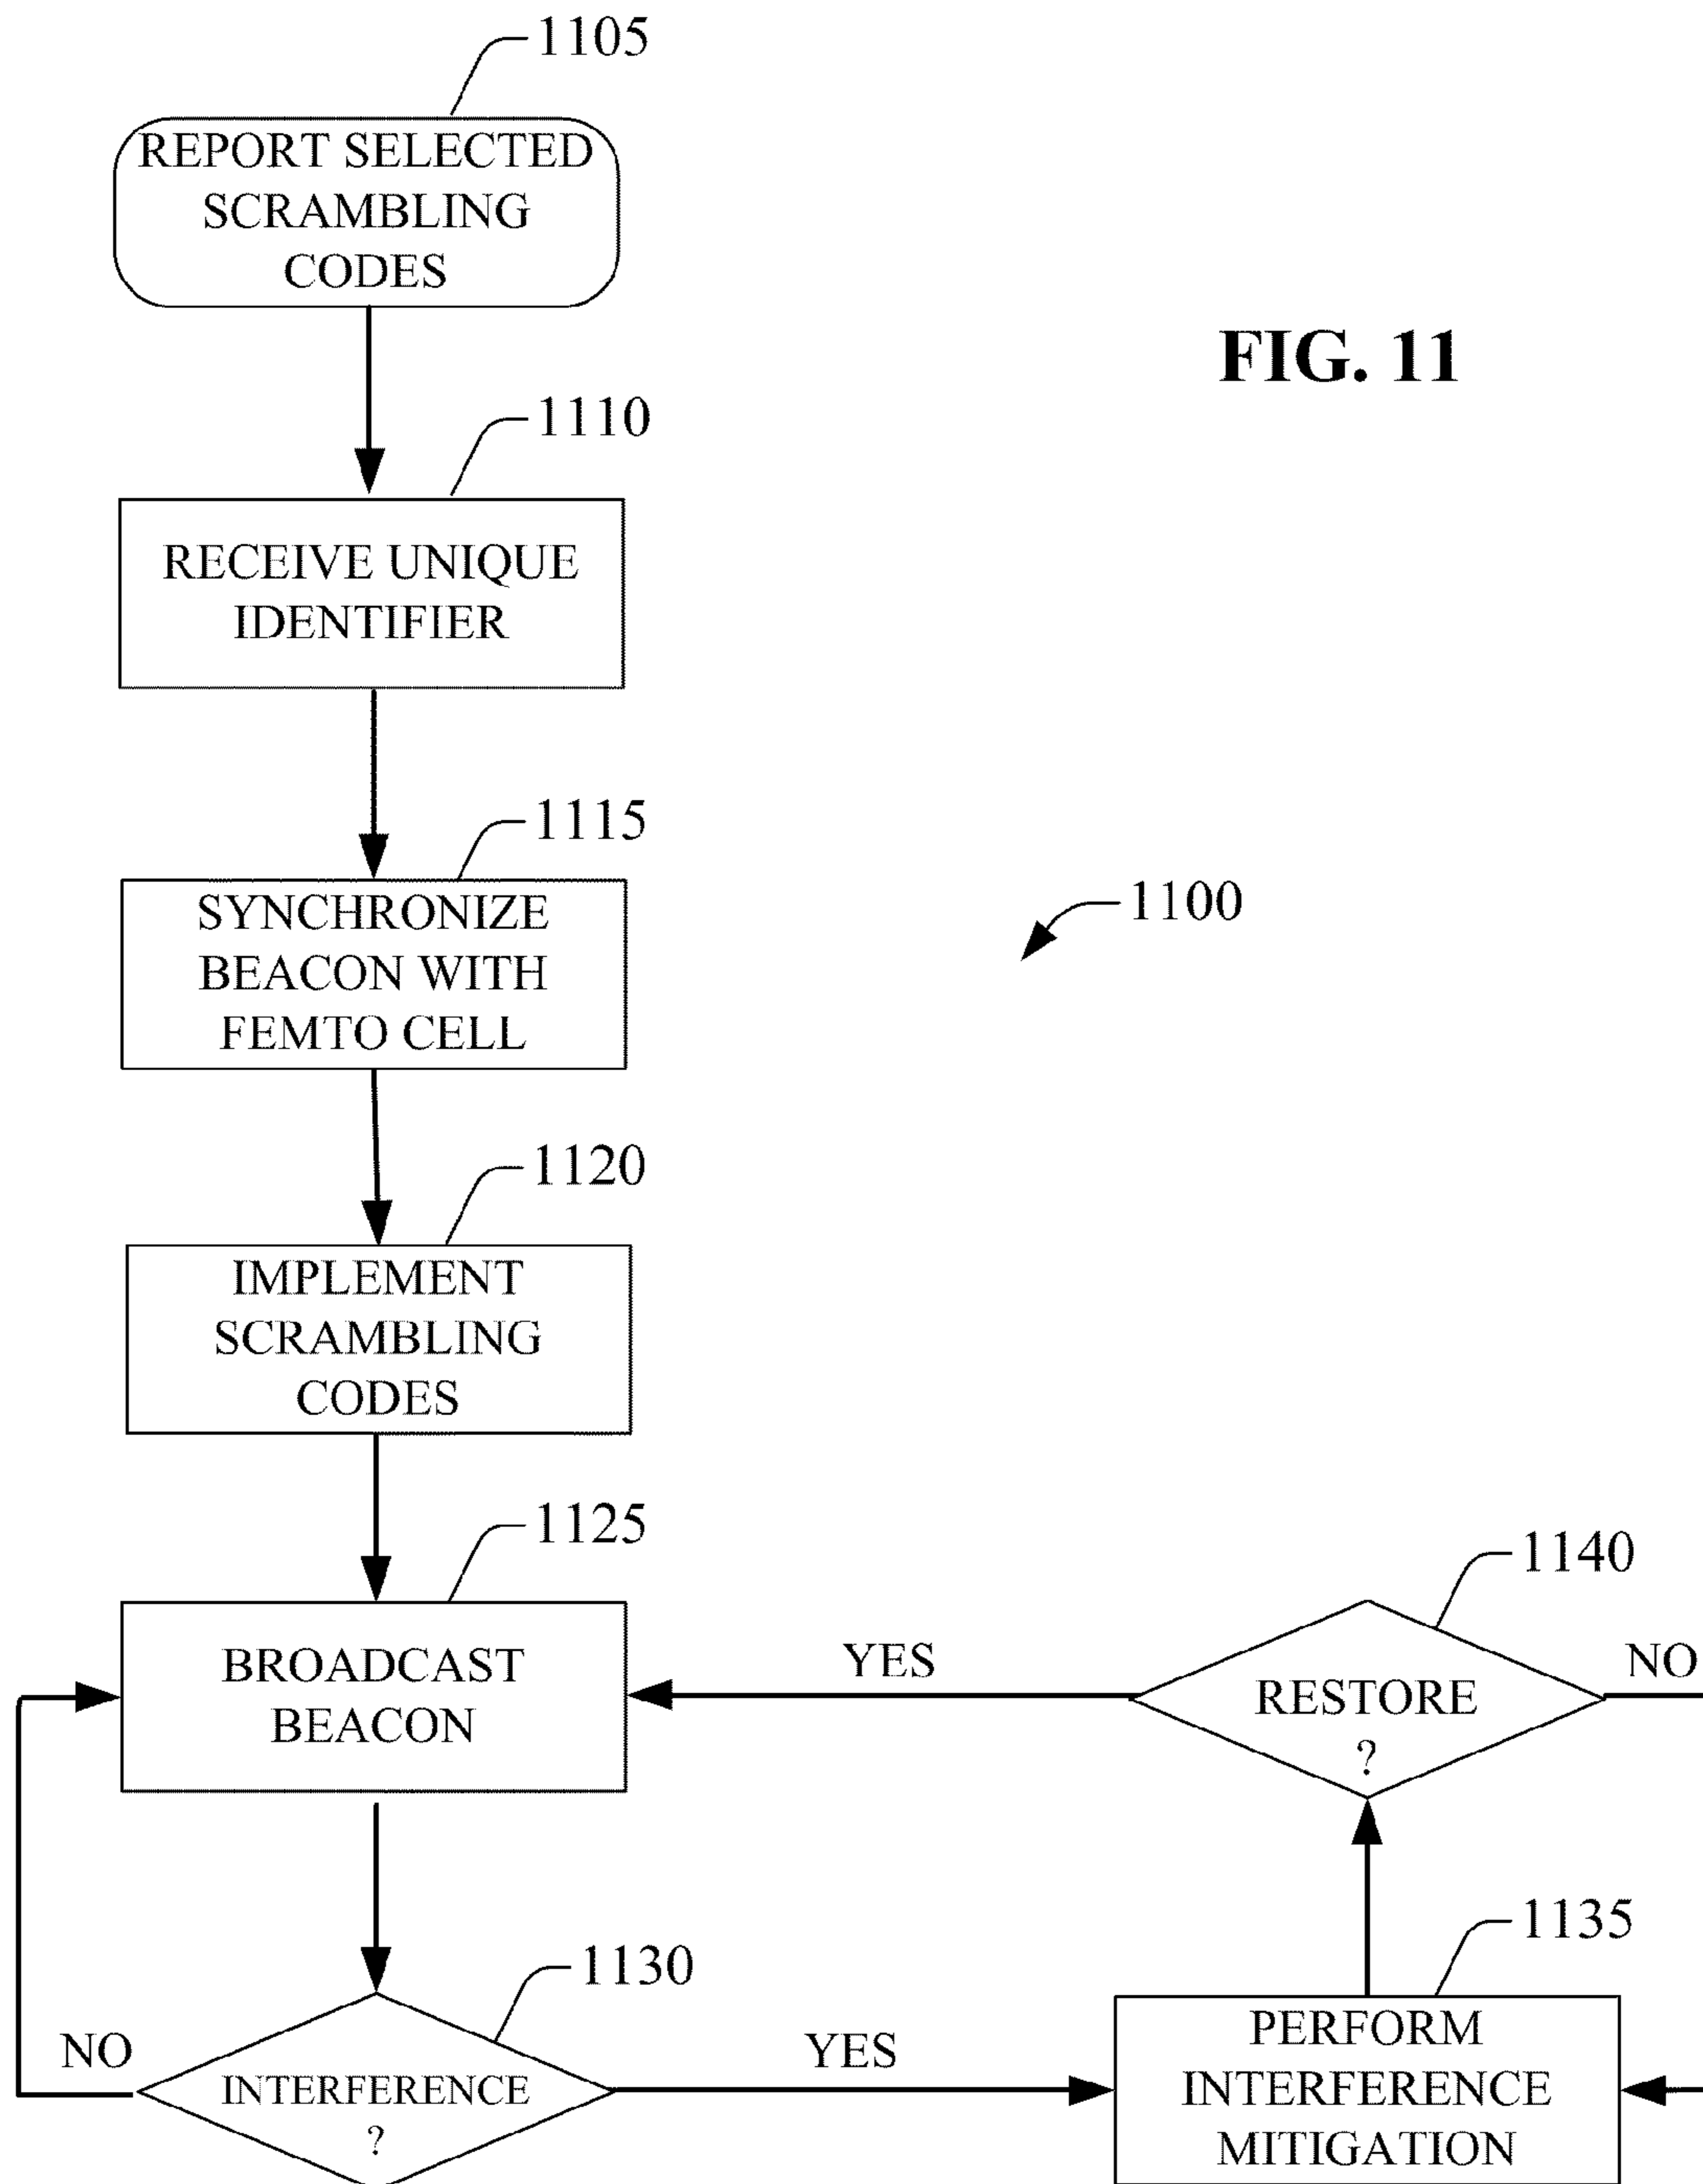 1105
REPORT SELECTED
SCRAMBLING
CODES
FIG. 11
1110
RECEIVE UNIQUE
IDENTIFIER
1115
SYNCHRONIZE
BEACON WITH
FEMTO CELL
1100
1120
IMPLEMENT
SCRAMBLING
CODES
1125
BROADCAST
BEACON
1140
YES
RESTORE
?
NO
1130
NO
INTERFERENCE
?
YES
1135
PERFORM
INTERFERENCE
MITIGATION